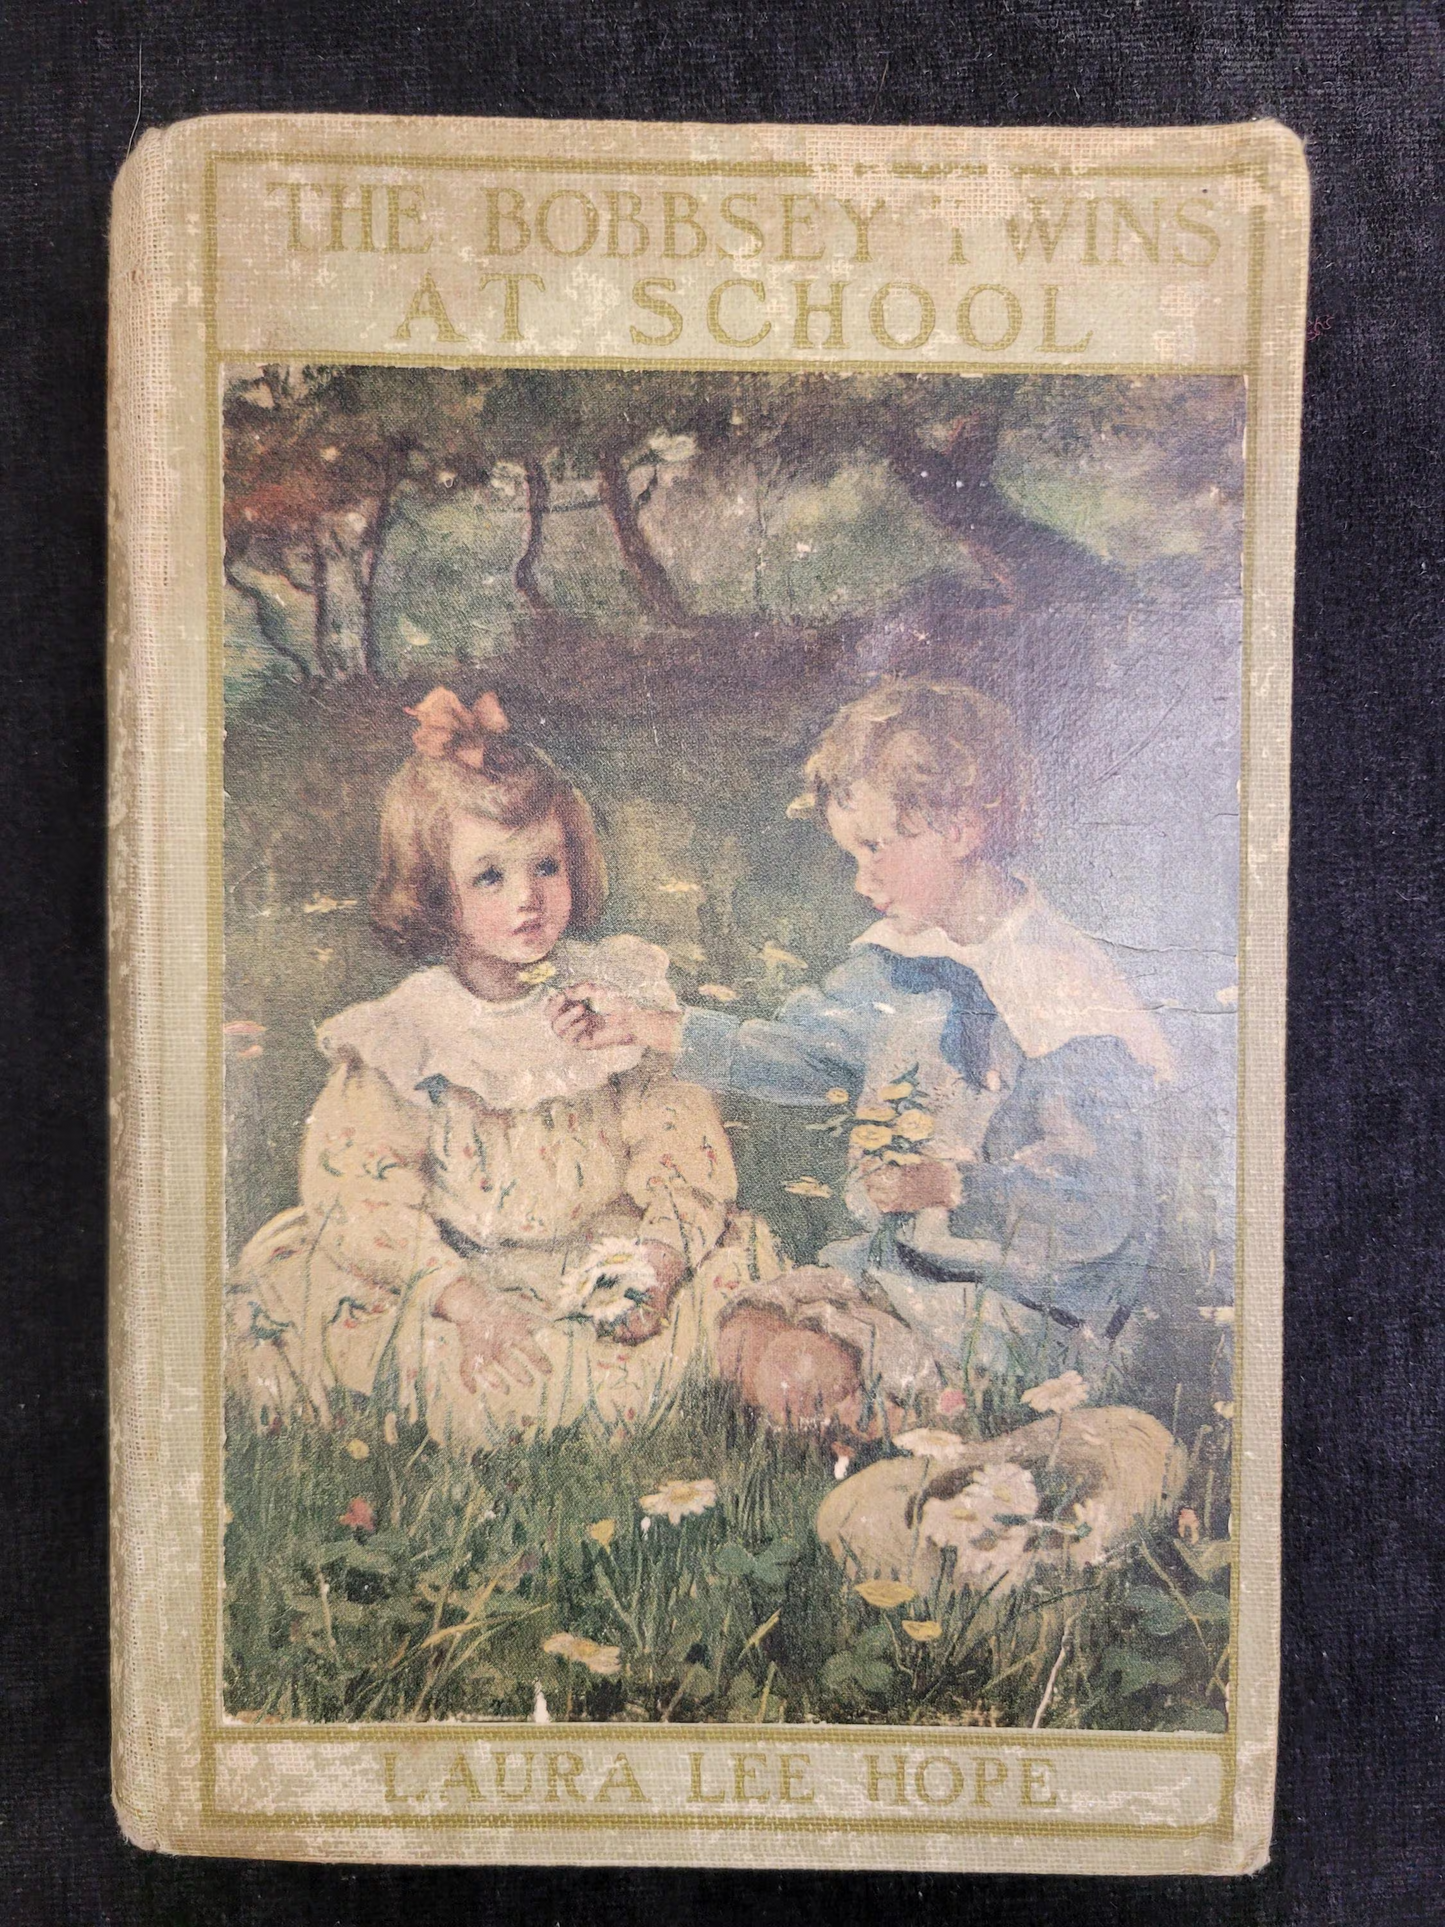 THE BOBBSEY TWINS
AT SCHOOL
LAURA LEE HOPE